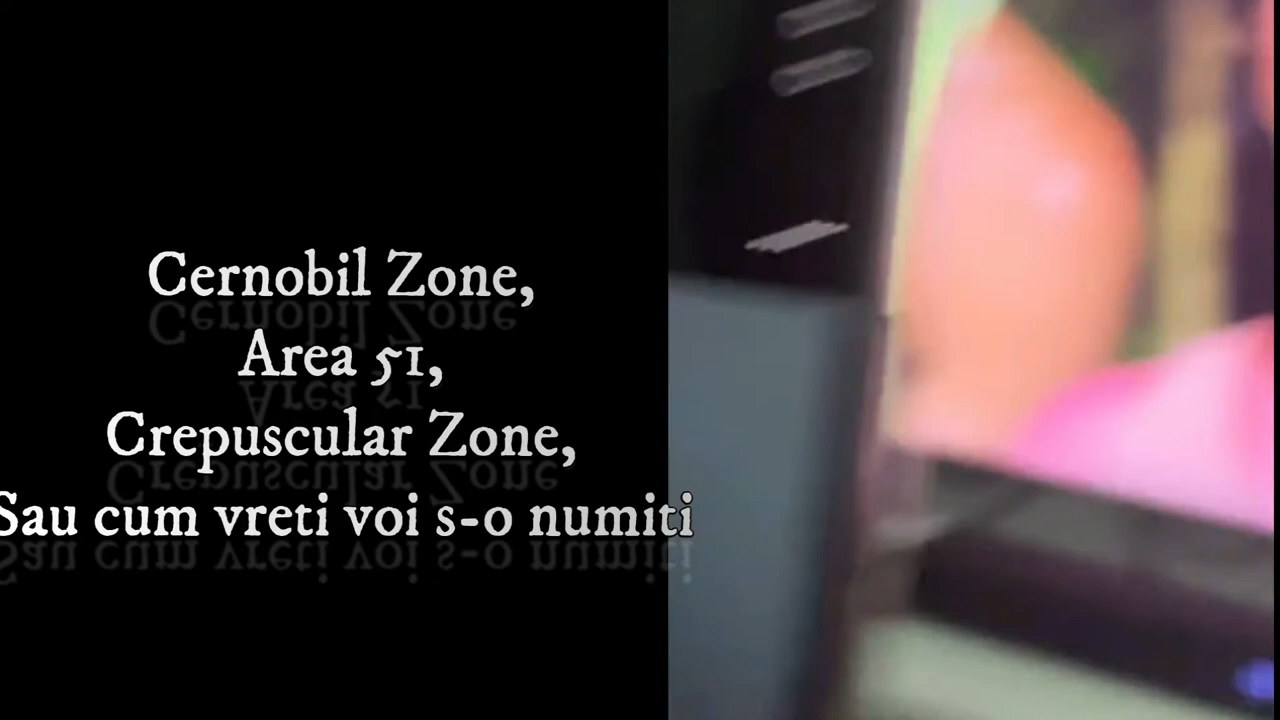 Cernobil Zone,
Area 51,
Crepuscular Zone,
Sau cum vreti voi s-o numiti